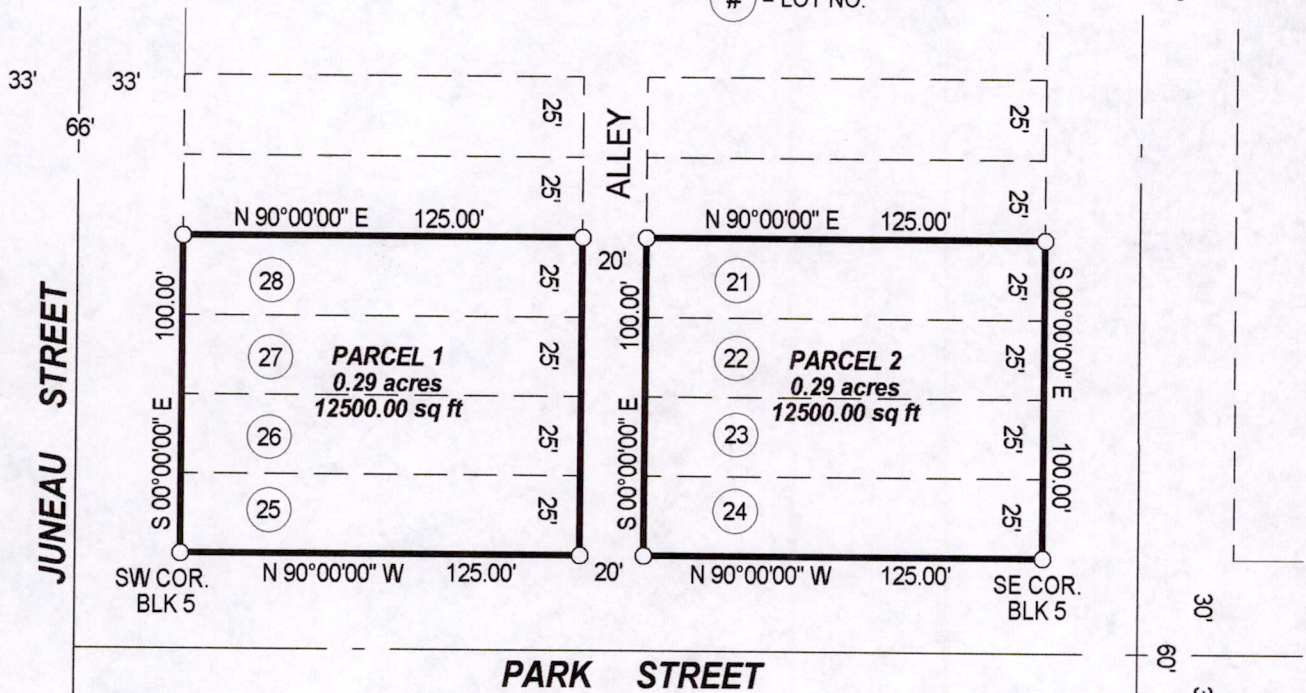 # = LOT NO.
33'
33'
66'
25'
25'
ALLEY
25'
25'
N 90°00'00" E 125.00'
N 90°00'00" E 125.00'
20'
28
27
26
25
25'
25'
25'
25'
PARCEL 1
0.29 acres
12500.00 sq ft
100.00'
S 00°00'00" E
JUNEAU STREET
100.00'
S 00°00'00" E
21
22
23
24
PARCEL 2
0.29 acres
12500.00 sq ft
25'
25'
25'
25'
S 00°00'00" E
100.00'
SW COR.
BLK 5
N 90°00'00" W 125.00'
20'
N 90°00'00" W 125.00'
SE COR.
BLK 5
30'
60'
PARK STREET